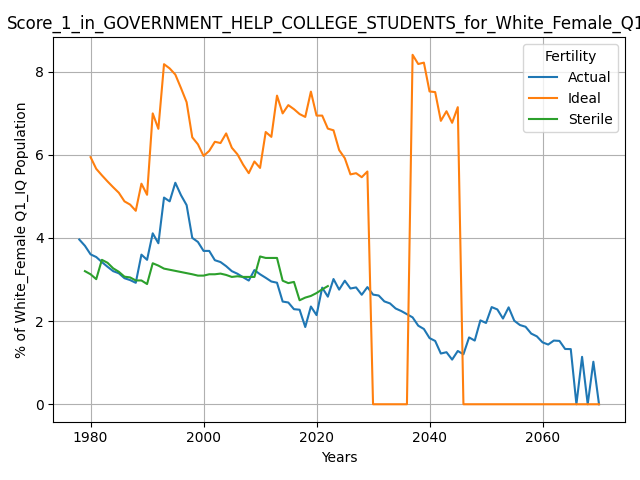 Score_1_in_GOVERNMENT_HELP_COLLEGE_STUDENTS_for_White_Female_Q1
Fertility
Actual
Ideal
Sterile
% of White_Female Q1_IQ Population
8
6
4
2
0
1980 2000 2020 2040 2060
Years